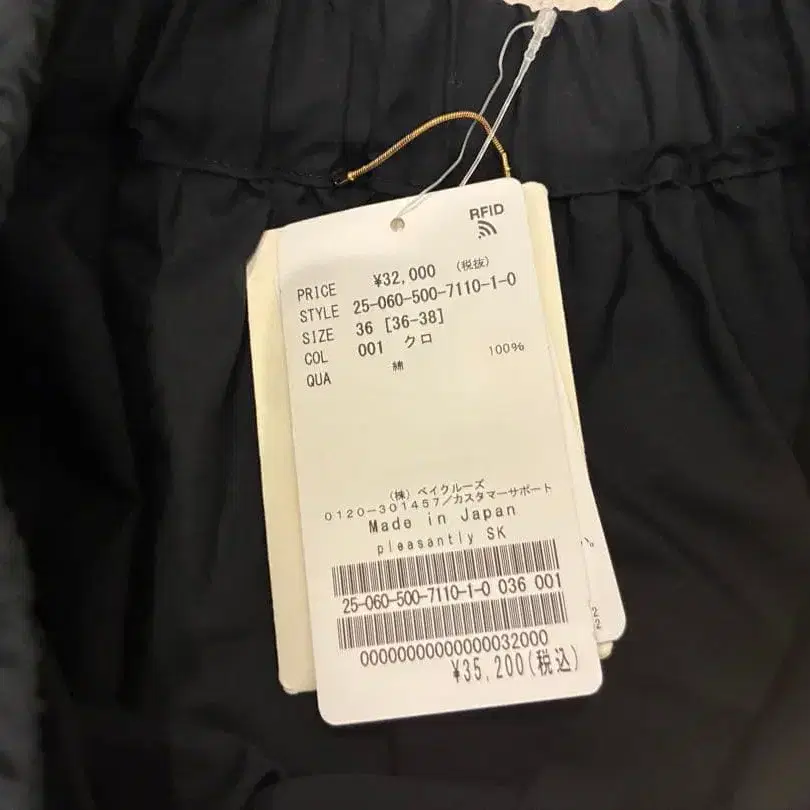 RFID
PRICE ¥32,000 (税抜)
STYLE 25-060-500-7110-1-0
SIZE 36 [36-38]
COL 001 クロ
QUA 綿 100%
(株) ベイクルーズ
0120-301457/カスタマーサポート
Made in Japan
pleasantly SK
25-060-500-7110-1-0 036 001
00000000000000032000
¥35,200(税込)